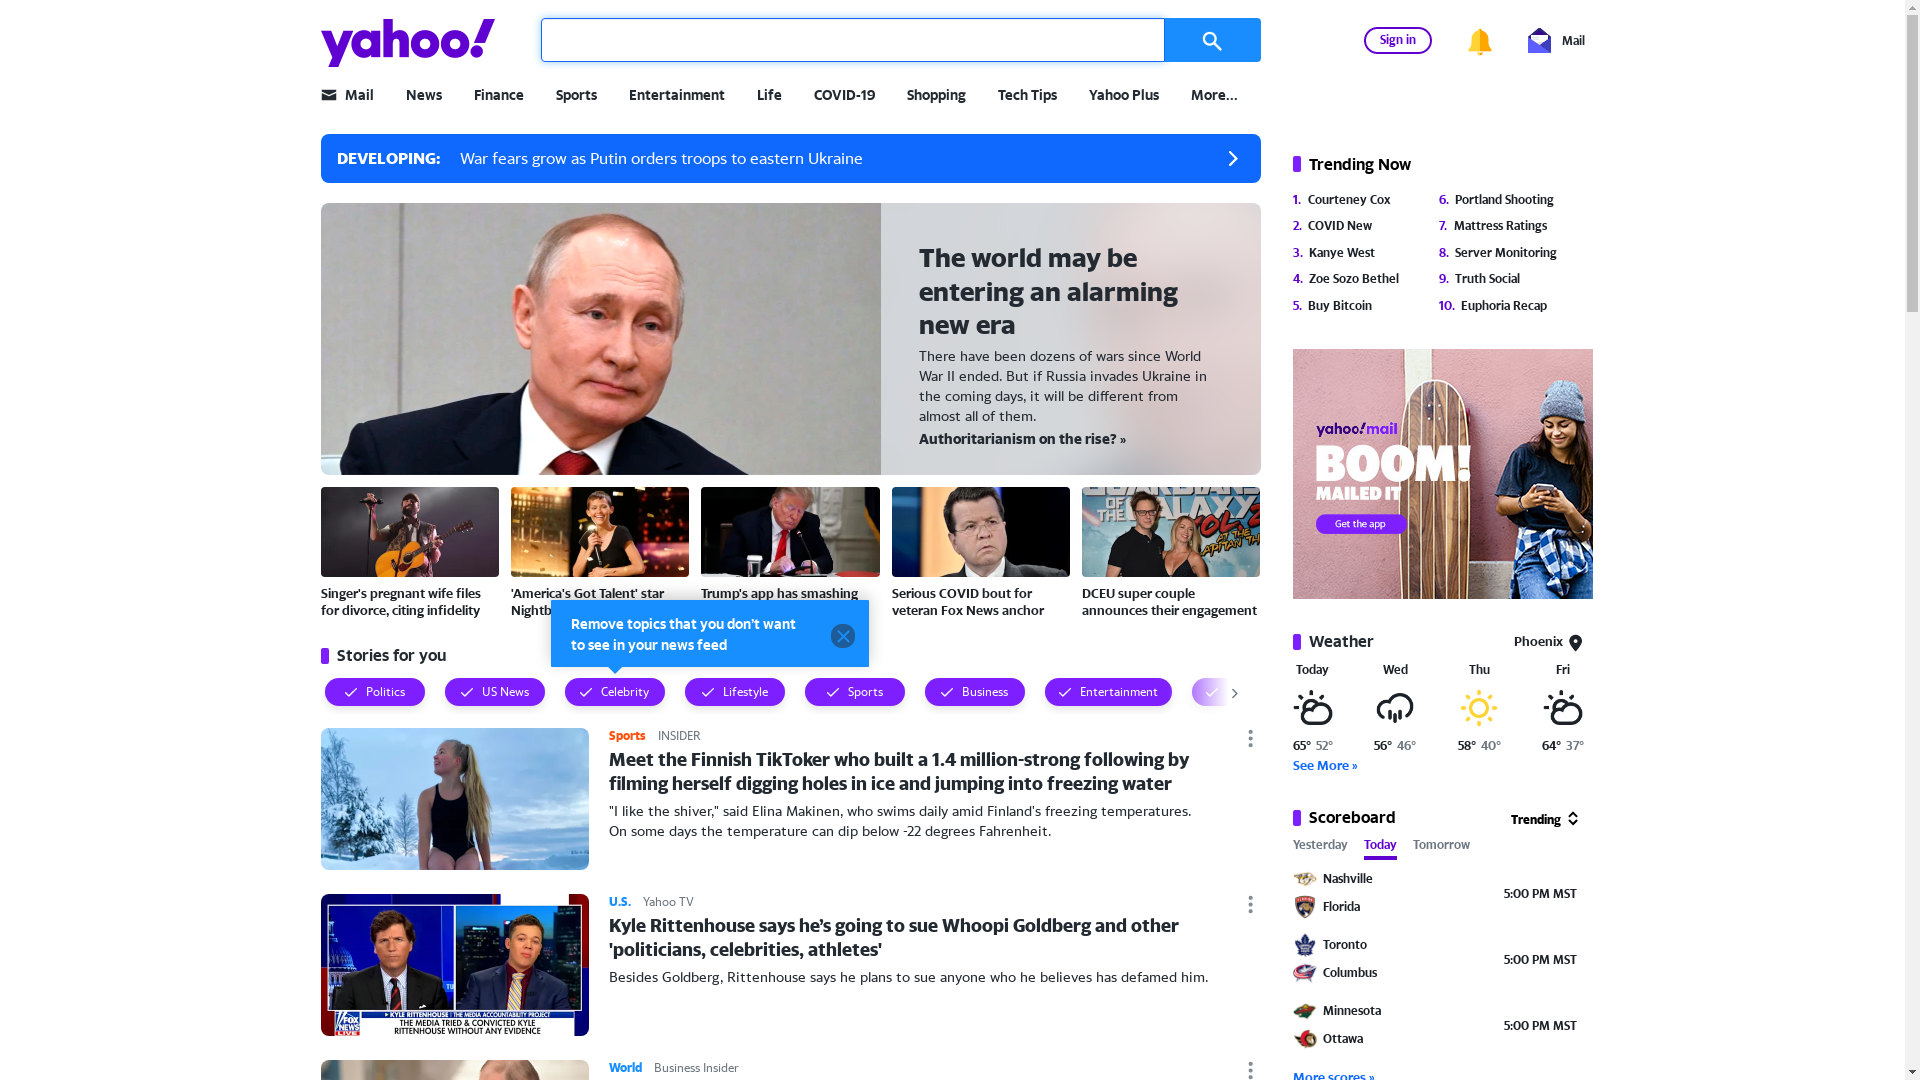 yahoo!
Sign in
Mail
Mail
News
Finance
Sports
Entertainment
Life
COVID-19
Shopping
Tech Tips
Yahoo Plus
More...
DEVELOPING: War fears grow as Putin orders troops to eastern Ukraine
The world may be
entering an alarming
new era
There have been dozens of wars since World
War II ended. But if Russia invades Ukraine in
the coming days, it will be different from
almost all of them.
Authoritarianism on the rise? »
Singer's pregnant wife files
for divorce, citing infidelity
'America's Got Talent' star
Nightb
Trump's app has smashing
Serious COVID bout for
veteran Fox News anchor
GUARDIANS
OF THE
GALAXY
VOL 2
AT THE
DCEU super couple
announces their engagement
Remove topics that you don't want
to see in your news feed
Stories for you
Politics
US News
Celebrity
Lifestyle
Sports
Business
Entertainment
Sports INSIDER
Meet the Finnish TikToker who built a 1.4 million-strong following by
filming herself digging holes in ice and jumping into freezing water
"I like the shiver," said Elina Makinen, who swims daily amid Finland's freezing temperatures.
On some days the temperature can dip below -22 degrees Fahrenheit.
U.S. Yahoo TV
Kyle Rittenhouse says he’s going to sue Whoopi Goldberg and other
'politicians, celebrities, athletes'
Besides Goldberg, Rittenhouse says he plans to sue anyone who he believes has defamed him.
KYLE RITTENHOUSE | THE MEDIA ACCOUNTABILITY PROJECT
THE MEDIA TRIED & CONVICTED KYLE
RITTENHOUSE WITHOUT ANY EVIDENCE
FOX
NEWS
LIVE
World Business Insider
Trending Now
1. Courteney Cox
2. COVID New
3. Kanye West
4. Zoe Sozo Bethel
5. Buy Bitcoin
6. Portland Shooting
7. Mattress Ratings
8. Server Monitoring
9. Truth Social
10. Euphoria Recap
yahoo!mail
BOOM!
MAILED IT
Get the app
Weather
Phoenix
Today Wed Thu Fri
65° 52° 56° 46° 58° 40° 64° 37°
See More »
Scoreboard
Trending
Yesterday Today Tomorrow
Nashville
Florida
5:00 PM MST
Toronto
Columbus
5:00 PM MST
Minnesota
Ottawa
5:00 PM MST
More scores »